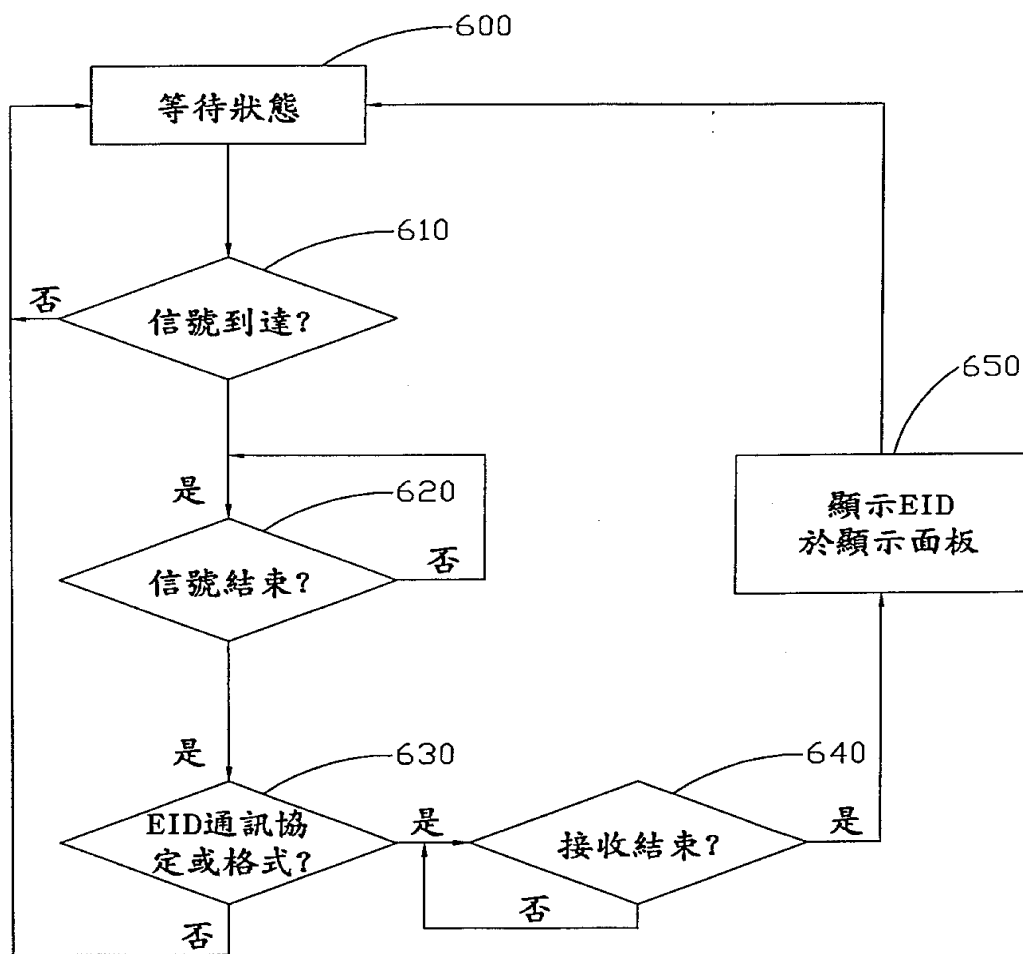 600
等待狀態
610
否
信號到達?
650
是
620
顯示EID
於顯示面板
信號結束?
否
是
630
640
EID通訊協
定或格式?
是
接收結束?
是
否
否